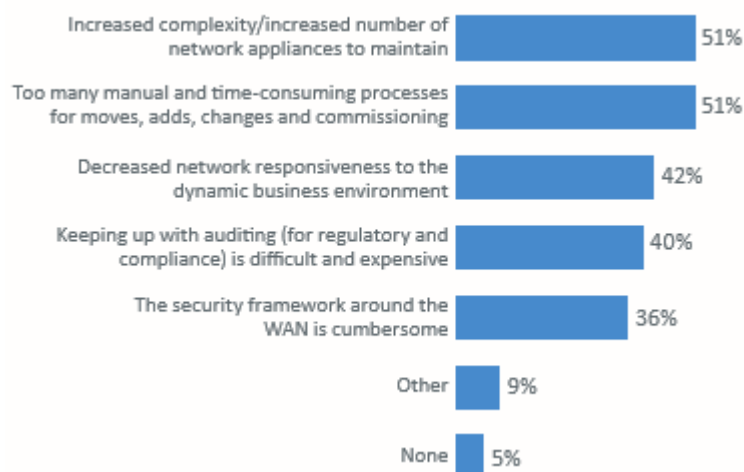 Increased complexity/increased number of
network appliances to maintain
51%
Too many manual and time-consuming processes
for moves, adds, changes and commissioning
51%
Decreased network responsiveness to the
dynamic business environment
42%
Keeping up with auditing (for regulatory and
compliance) is difficult and expensive
40%
The security framework around the
WAN is cumbersome
36%
Other
9%
None
5%